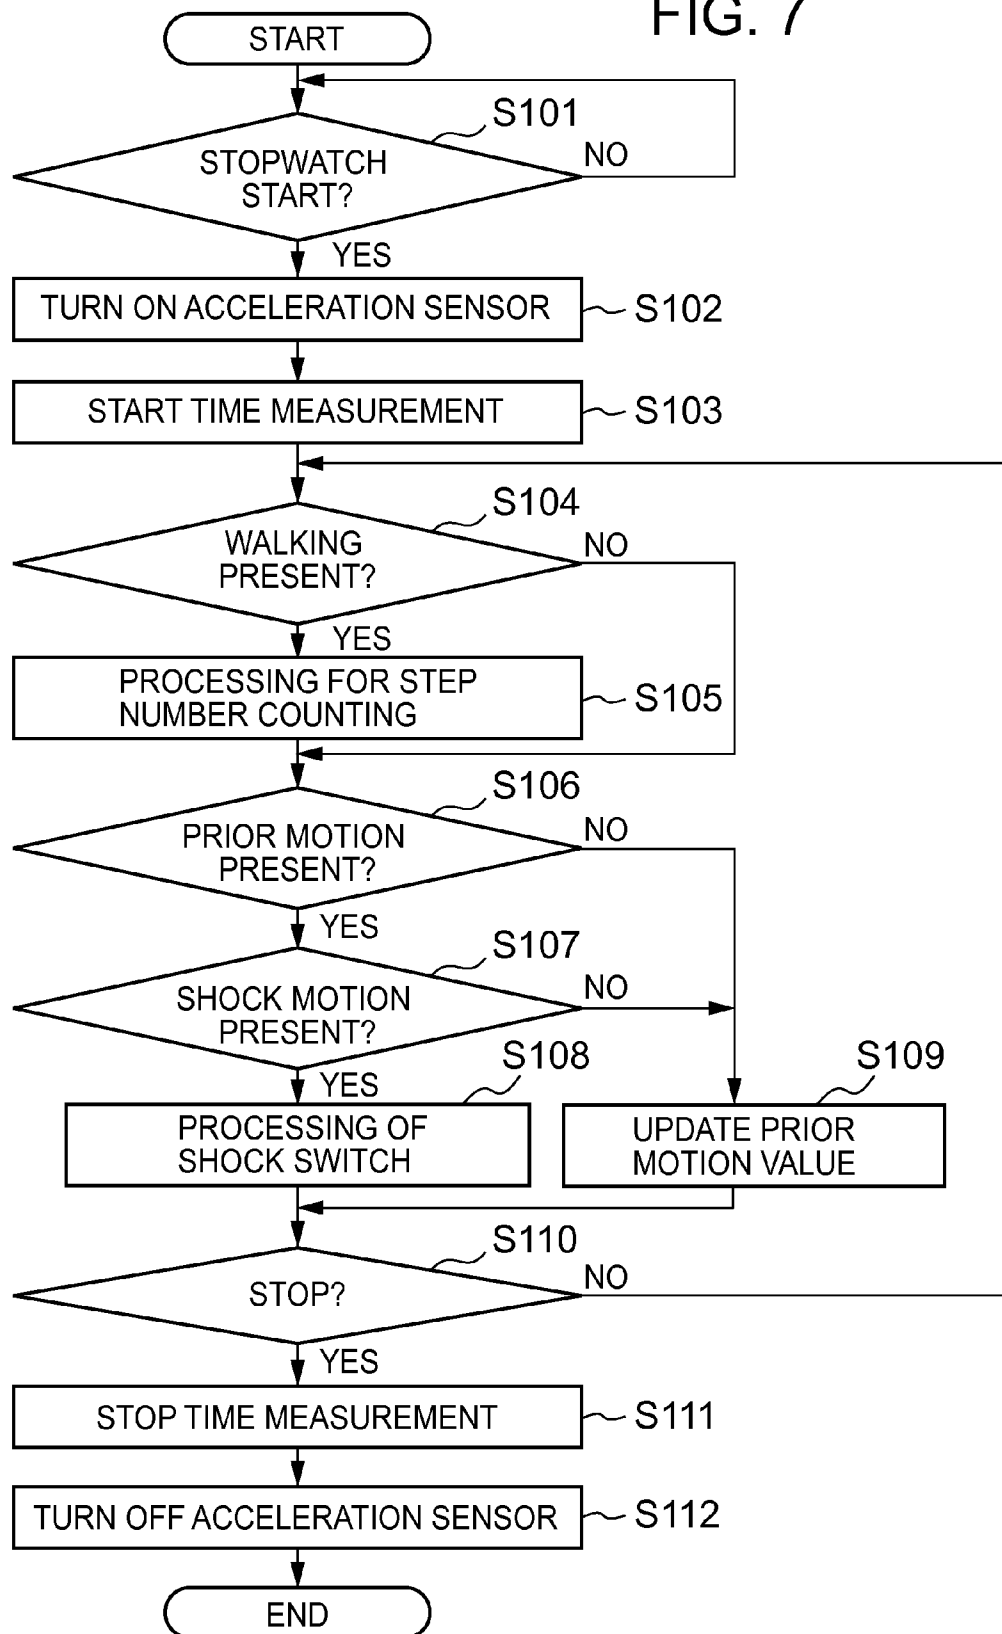 FIG. 7
START
S101
STOPWATCH
START?
NO
YES
TURN ON ACCELERATION SENSOR
S102
START TIME MEASUREMENT
S103
S104
WALKING
PRESENT?
NO
YES
PROCESSING FOR STEP
NUMBER COUNTING
S105
S106
PRIOR MOTION
PRESENT?
NO
YES
S107
SHOCK MOTION
PRESENT?
NO
YES
S108
PROCESSING OF
SHOCK SWITCH
S109
UPDATE PRIOR
MOTION VALUE
S110
STOP?
NO
YES
STOP TIME MEASUREMENT
S111
TURN OFF ACCELERATION SENSOR
S112
END